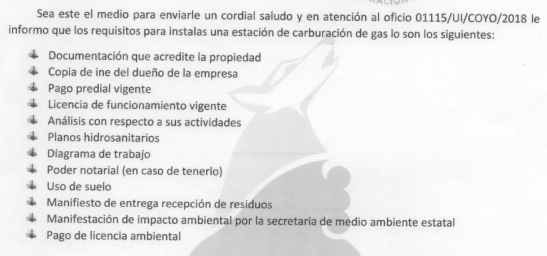 Sea este el medio para enviarle un cordial saludo y en atención al oficio 01115/UI/COYO/2018 le
informo que los requisitos para instalas una estación de carburación de gas lo son los siguientes:
Documentación que acredite la propiedad
Copia de ine del dueño de la empresa
Pago predial vigente
Licencia de funcionamiento vigente
Análisis con respecto a sus actividades
Planos hidrosanitarios
Diagrama de trabajo
Poder notarial (en caso de tenerlo)
Uso de suelo
Manifiesto de entrega recepción de residuos
Manifestación de impacto ambiental por la secretaria de medio ambiente estatal
Pago de licencia ambiental